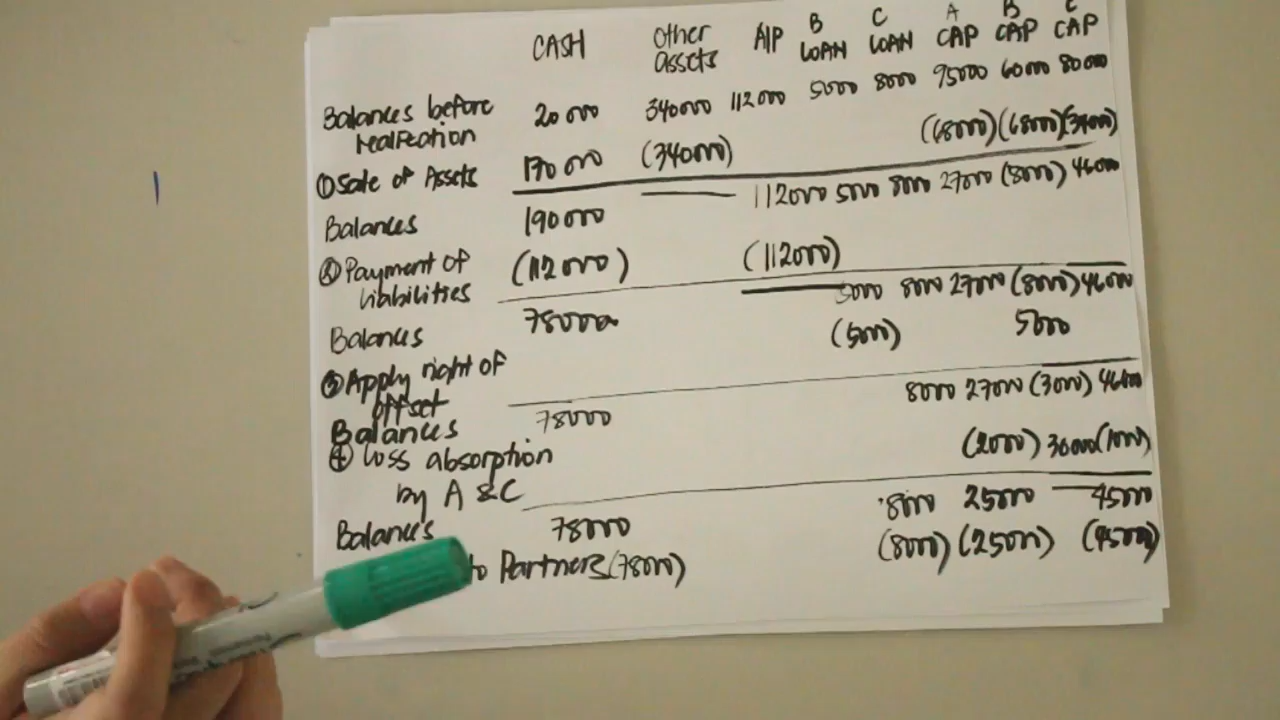 CASH Other assets A/P B LOAN C LOAN A CAP B CAP C CAP
Balances before realization 20000 340000 112000 5000 8000 95000 60000 80000
① Sale of Assets 170000 (340000) (68000) (68000) (34000)
Balances 190000 112000 5000 8000 27000 (8000) 46000
② Payment of liabilities (112000) (112000)
Balances 78000 5000 8000 27000 (8000) 46000
③ Apply right of offset (5000) 5000
Balances 78000 8000 27000 (3000) 46000
④ Loss absorption by A & C (2000) 3000 (1000)
Balances 78000 8000 25000 45000
to Partners (78000) (8000) (25000) (45000)